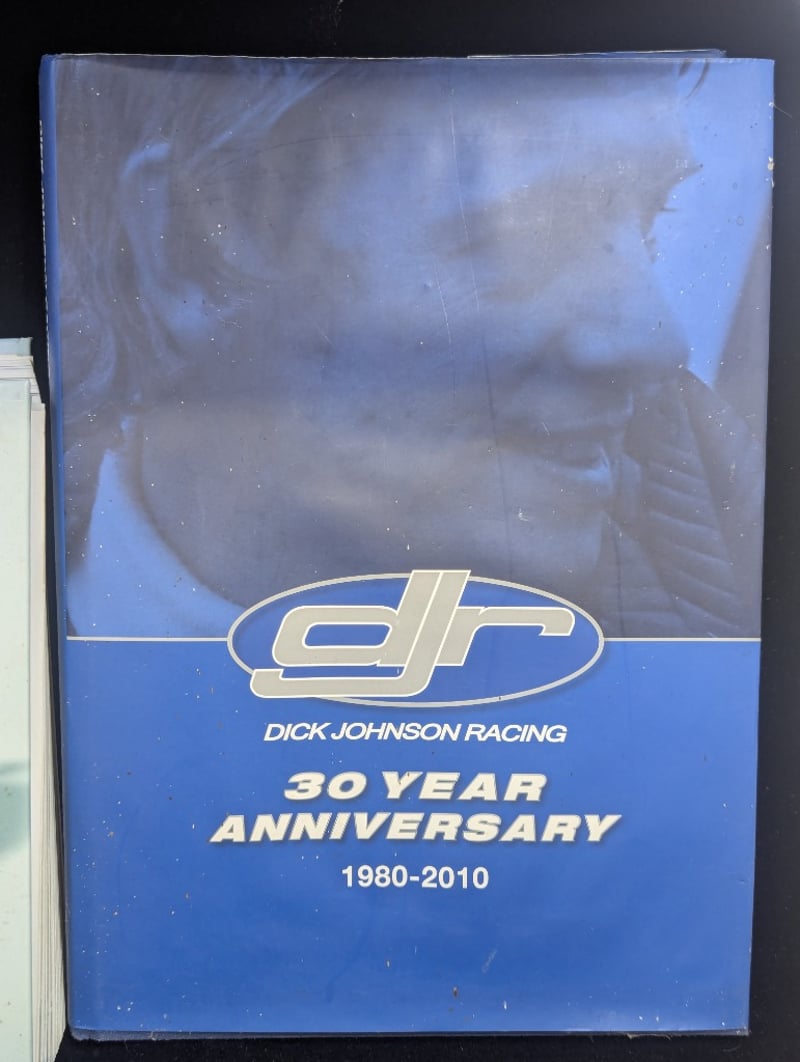 djr
DICK JOHNSON RACING
30 YEAR
ANNIVERSARY
1980-2010